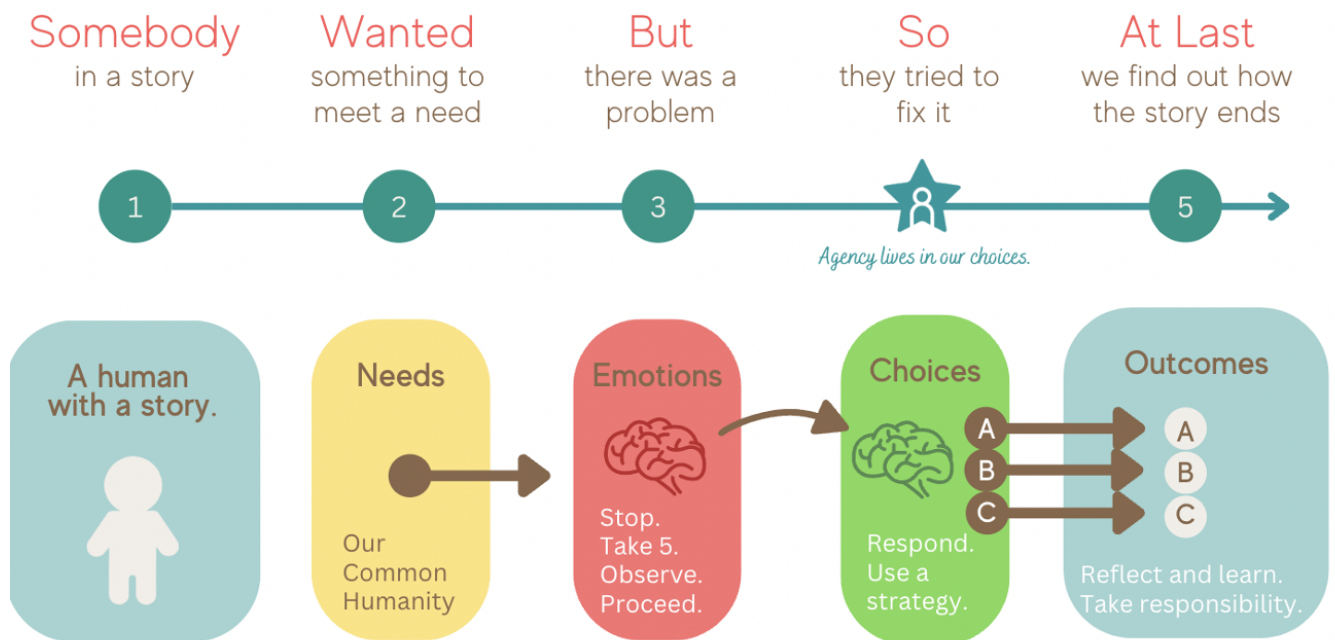 Somebody
in a story
Wanted
something to
meet a need
But
there was a
problem
So
they tried to
fix it
At Last
we find out how
the story ends
1
2
3
5
Agency lives in our choices.
A human
with a story.
Needs
Our
Common
Humanity
Emotions
Stop.
Take 5.
Observe.
Proceed.
Choices
A
B
C
Respond.
Use a
strategy.
Outcomes
A
B
C
Reflect and learn.
Take responsibility.